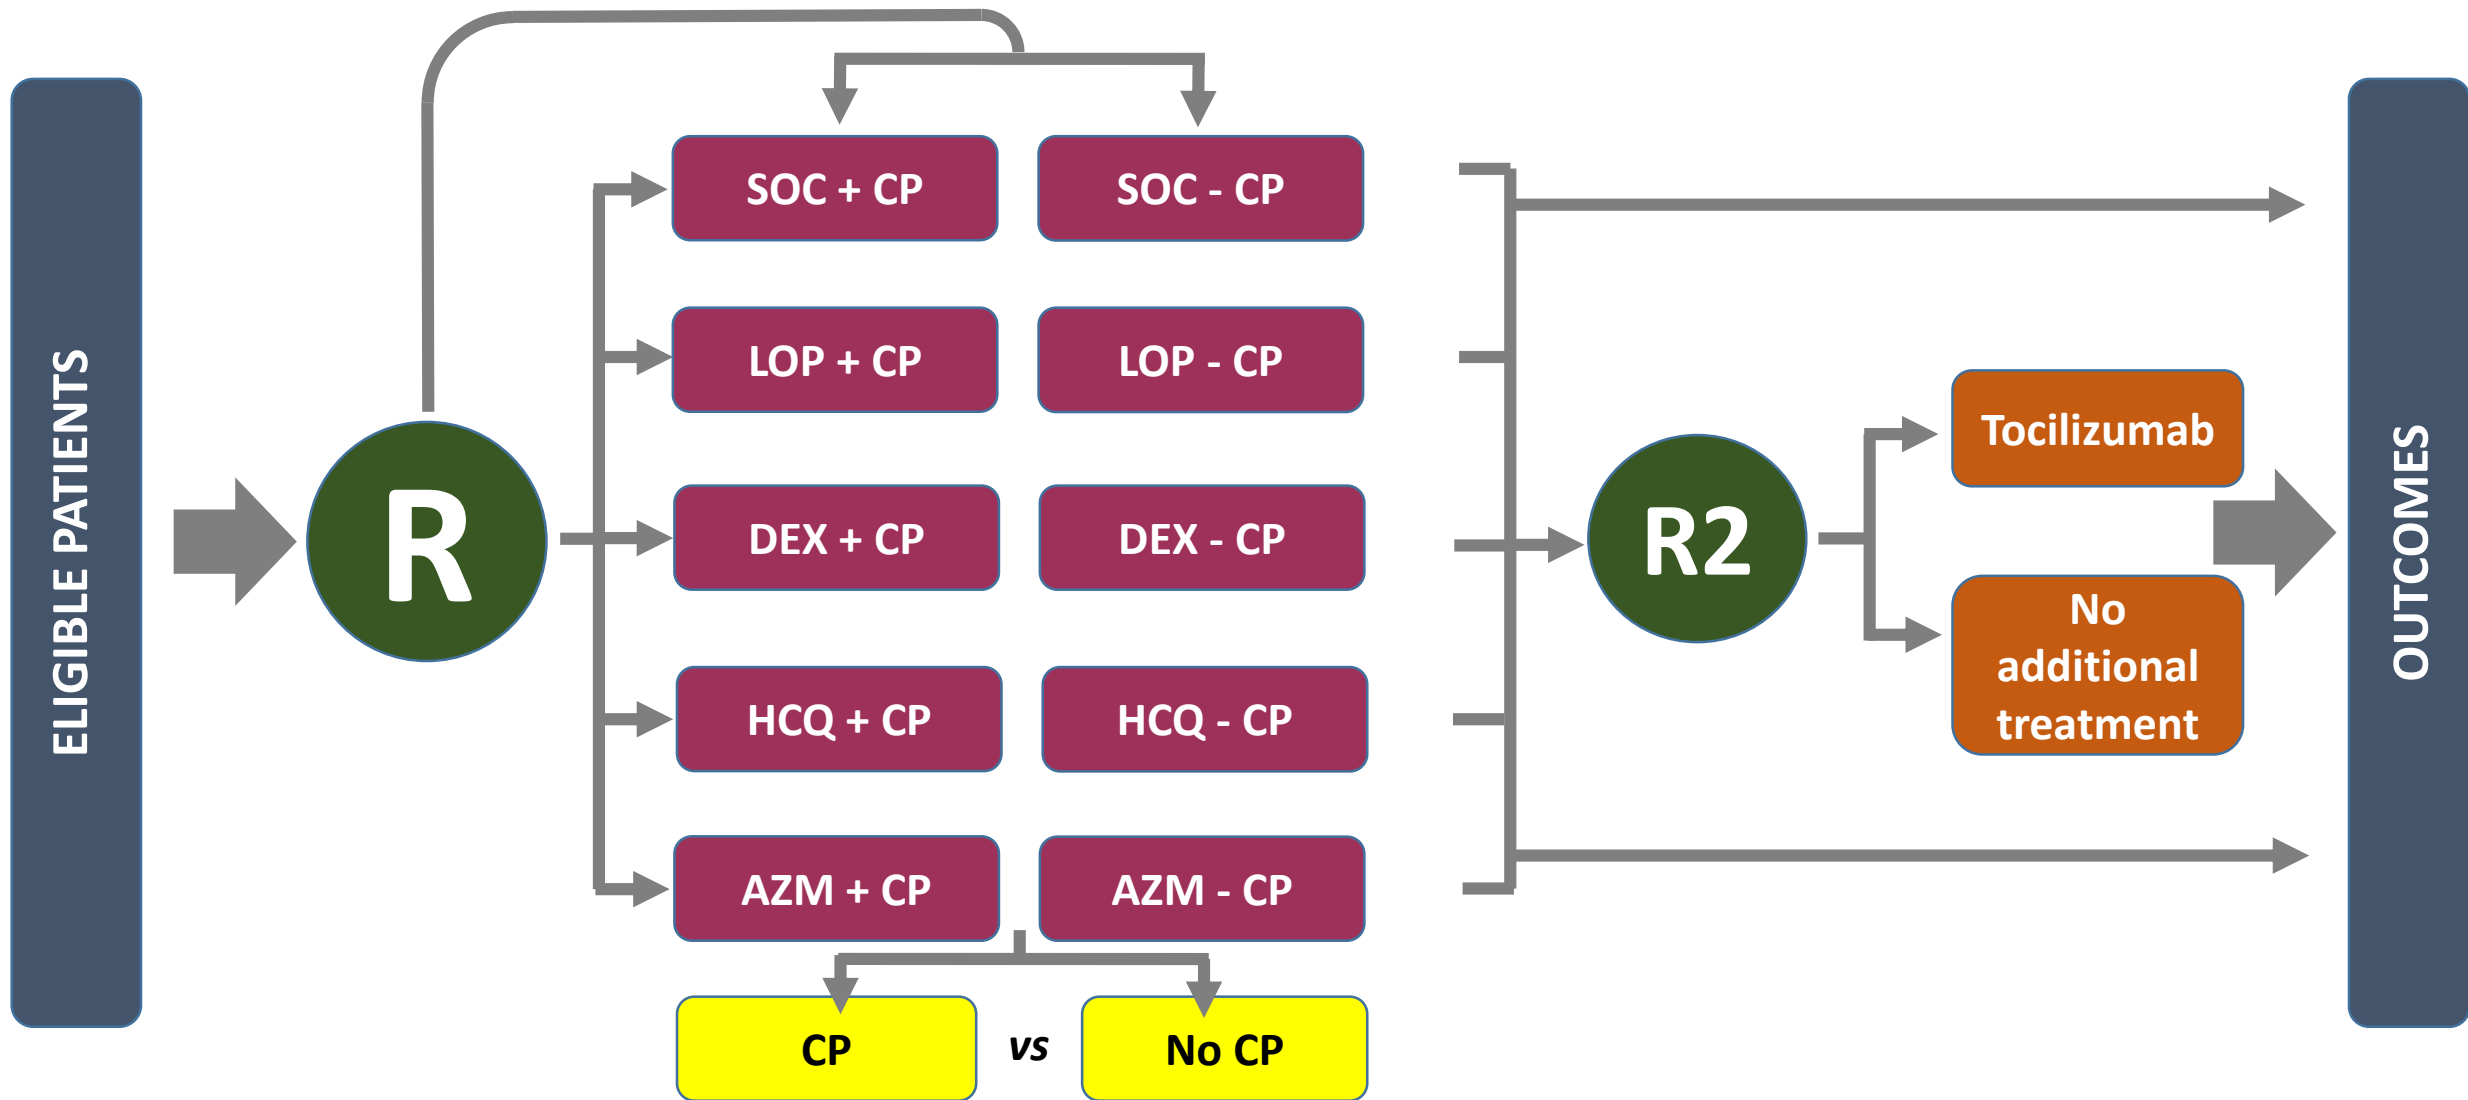 ELIGIBLE PATIENTS
R
SOC + CP
SOC - CP
LOP + CP
LOP - CP
DEX + CP
DEX - CP
HCQ + CP
HCQ - CP
AZM + CP
AZM - CP
CP
vs
No CP
R2
Tocilizumab
No
additional
treatment
OUTCOMES